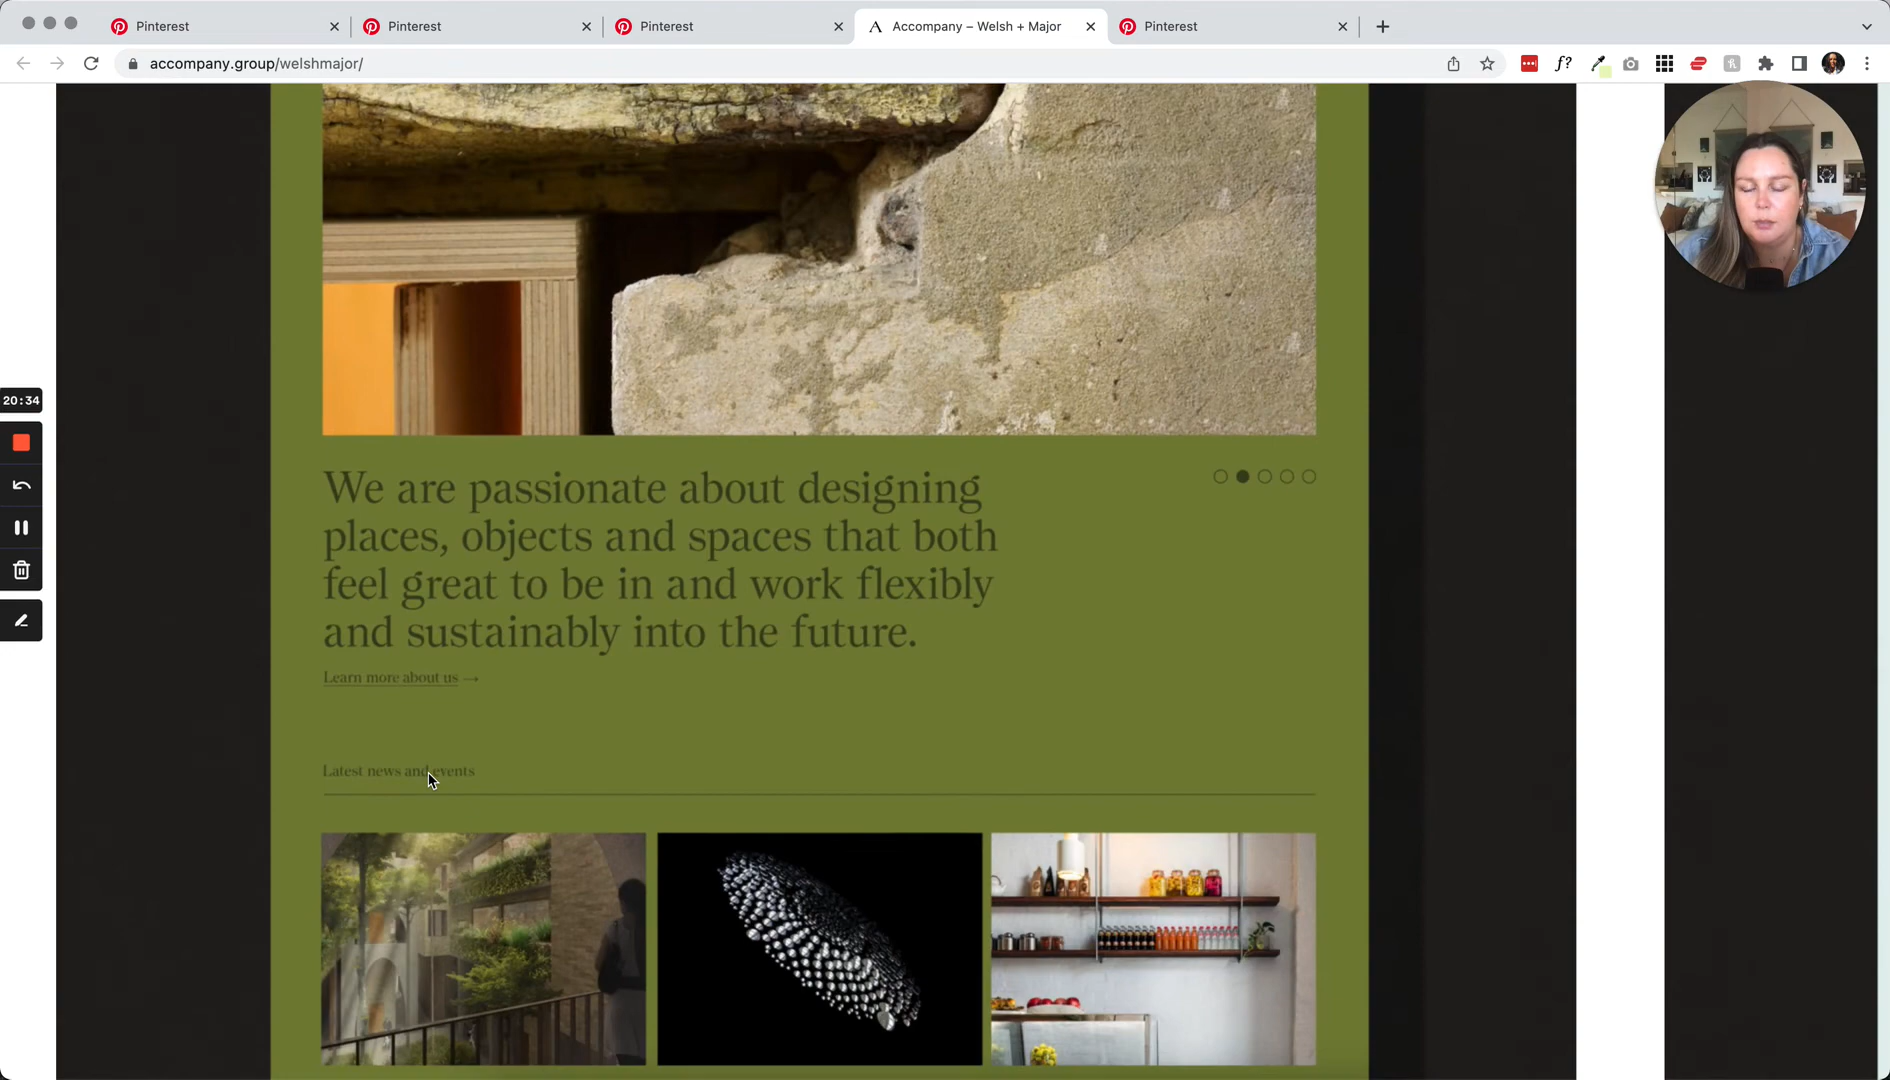 Pinterest
Pinterest
Pinterest
Accompany – Welsh + Major
Pinterest
accompany.group/welshmajor/
f?
20:34
We are passionate about designing
places, objects and spaces that both
feel great to be in and work flexibly
and sustainably into the future.
Learn more about us →
Latest news and events